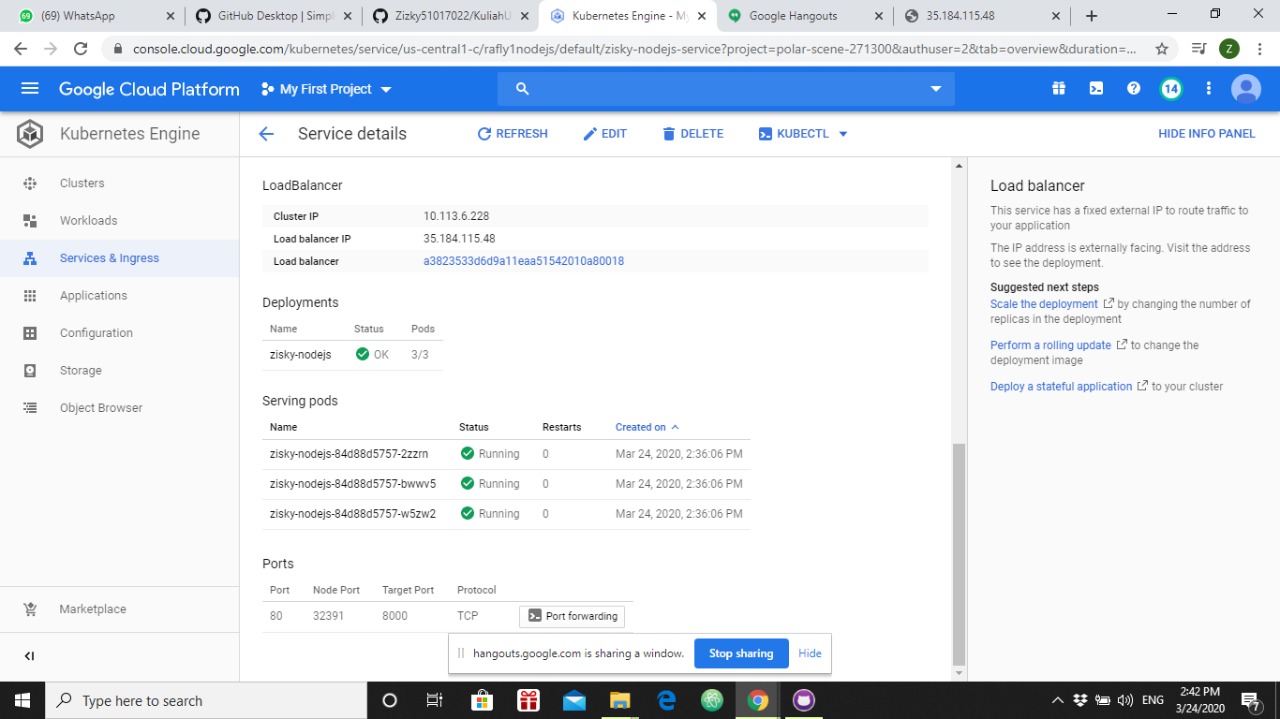 (69) WhatsApp
GitHub Desktop | Simpl
Zizky51017022/KuliahU
Kubernetes Engine - My
Google Hangouts
35.184.115.48
console.cloud.google.com/kubernetes/service/us-central1-c/rafly1nodejs/default/zisky-nodejs-service?project=polar-scene-271300&authuser=2&tab=overview&duration=...
Z
Google Cloud Platform
My First Project
14
Kubernetes Engine
Service details
REFRESH
EDIT
DELETE
KUBECTL
HIDE INFO PANEL
Clusters
Workloads
Services & Ingress
Applications
Configuration
Storage
Object Browser
Marketplace
LoadBalancer
Cluster IP 10.113.6.228
Load balancer IP 35.184.115.48
Load balancer a3823533d6d9a11eaa51542010a80018
Deployments
Name Status Pods
zisky-nodejs OK 3/3
Serving pods
Name Status Restarts Created on
zisky-nodejs-84d88d5757-2zzrn Running 0 Mar 24, 2020, 2:36:06 PM
zisky-nodejs-84d88d5757-bwwv5 Running 0 Mar 24, 2020, 2:36:06 PM
zisky-nodejs-84d88d5757-w5zw2 Running 0 Mar 24, 2020, 2:36:06 PM
Ports
Port Node Port Target Port Protocol
80 32391 8000 TCP Port forwarding
Load balancer
This service has a fixed external IP to route traffic to
your application
The IP address is externally facing. Visit the address
to see the deployment.
Suggested next steps
Scale the deployment by changing the number of
replicas in the deployment
Perform a rolling update to change the
deployment image
Deploy a stateful application to your cluster
hangouts.google.com is sharing a window. Stop sharing Hide
Type here to search
ENG
2:42 PM
3/24/2020
7